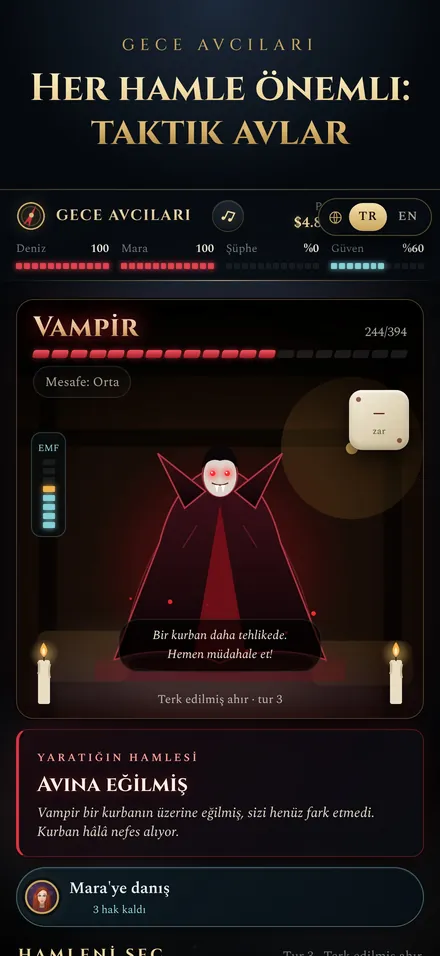 GECE AVCILARI
HER HAMLE ÖNEMLI:
TAKTIK AVLAR
GECE AVCILARI
$4.8
TR
EN
Deniz 100
Mara 100
Şüphe %0
Güven %60
VAMPİR
244/394
Mesafe: Orta
EMF
zar
Bir kurban daha tehlikede.
Hemen müdahale et!
Terk edilmiş ahır · tur 3
YARATIĞIN HAMLESİ
AVINA EĞİLMİŞ
Vampir bir kurbanın üzerine eğilmiş, sizi henüz fark etmedi.
Kurban hâlâ nefes alıyor.
Mara'ye danış
3 hak kaldı
HAMLENİ SEÇ
Tur 3 · Terk edilmiş ahır